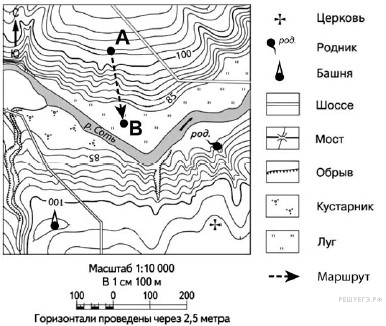 С
Ю
А
В
100
85
р. Соть
род.
85
100
Церковь
род.
Родник
Башня
Шоссе
Мост
Обрыв
Кустарник
Луг
Маршрут
Масштаб 1:10 000
В 1 см 100 м
100 0 100 200
Горизонтали проведены через 2,5 метра
РЕШУЕГЭ.РФ